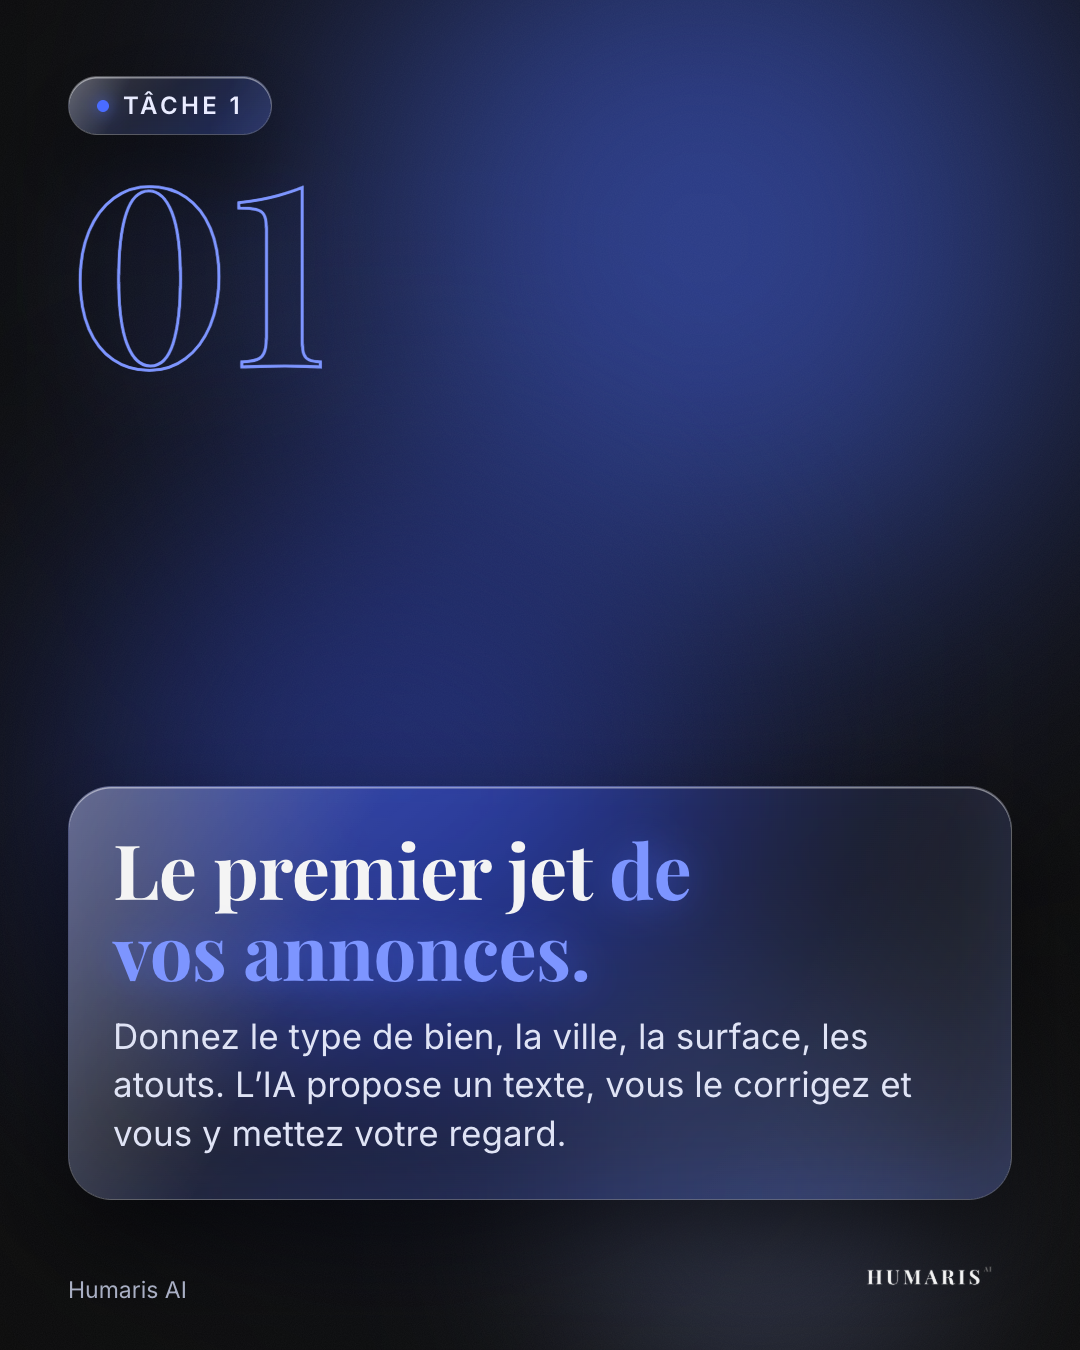 TÂCHE 1
01
Le premier jet de
vos annonces.
Donnez le type de bien, la ville, la surface, les
atouts. L’IA propose un texte, vous le corrigez et
vous y mettez votre regard.
Humaris AI
HUMARIS AI